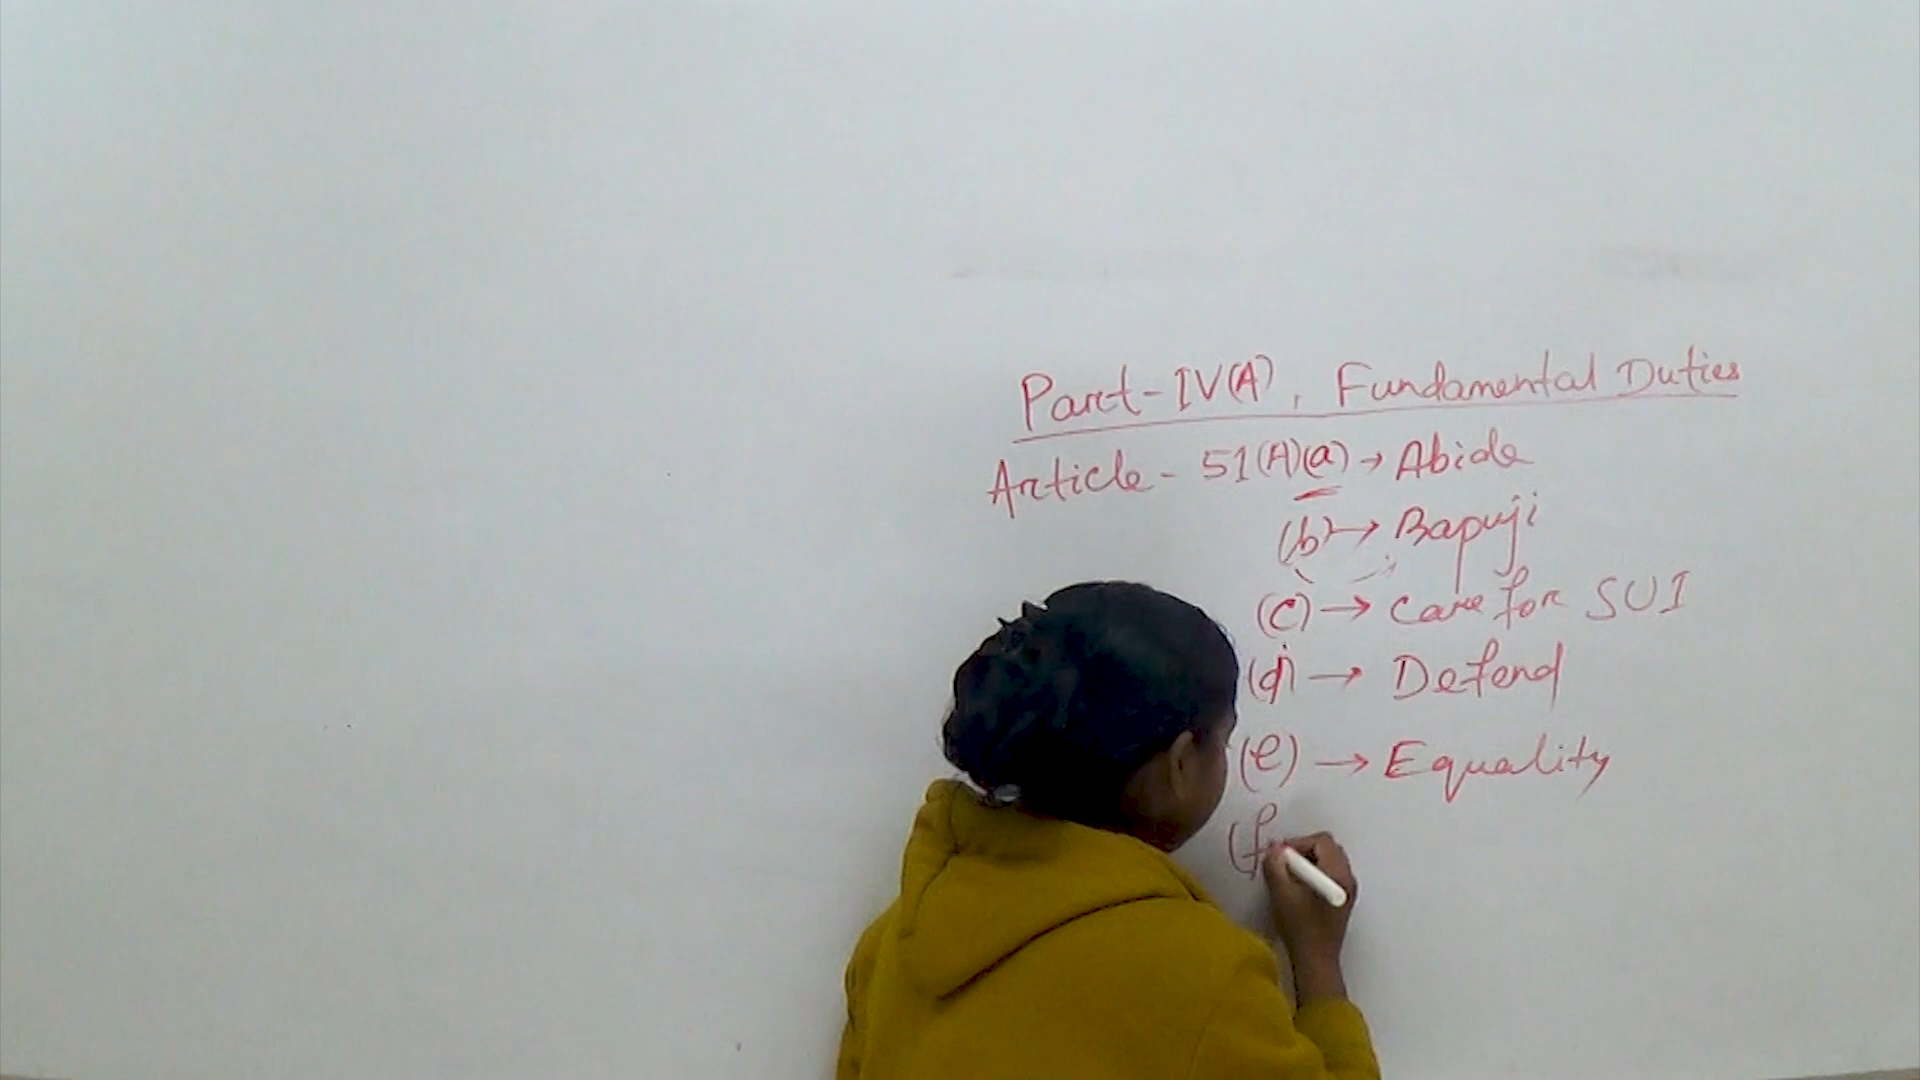 Part-IV(A), Fundamental Duties
Article - 51(A)(a) → Abide
(b) → Bapuji
(c) → Care for SUI
(d) → Defend
(e) → Equality
(f